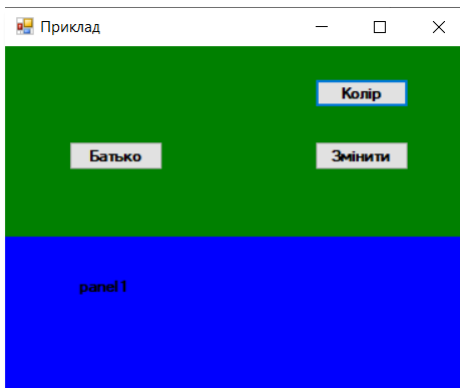 Приклад
Колір
Батько
Змінити
panel1